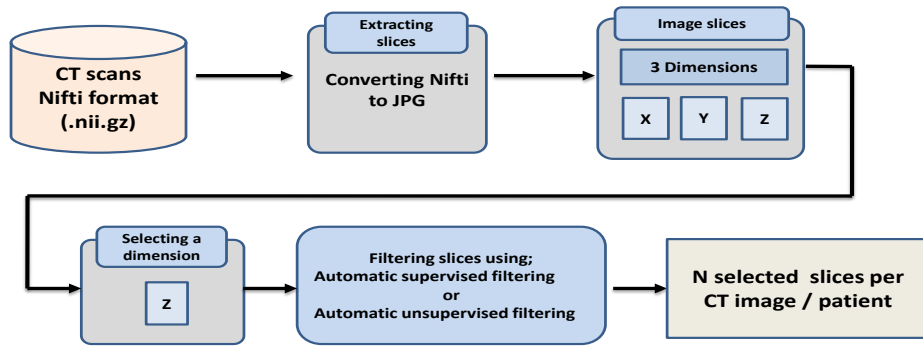 CT scans
Nifti format
(.nii.gz)
Extracting
slices
Converting Nifti
to JPG
Image slices
3 Dimensions
X Y Z
Selecting a
dimension
Z
Filtering slices using;
Automatic supervised filtering
or
Automatic unsupervised filtering
N selected slices per
CT image / patient